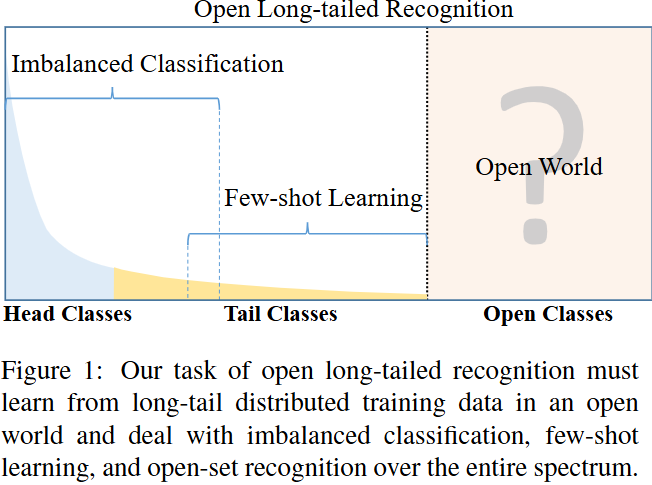 Open Long-tailed Recognition
Imbalanced Classification
Few-shot Learning
?
Open World
Head Classes
Tail Classes
Open Classes
Figure 1: Our task of open long-tailed recognition must
learn from long-tail distributed training data in an open
world and deal with imbalanced classification, few-shot
learning, and open-set recognition over the entire spectrum.